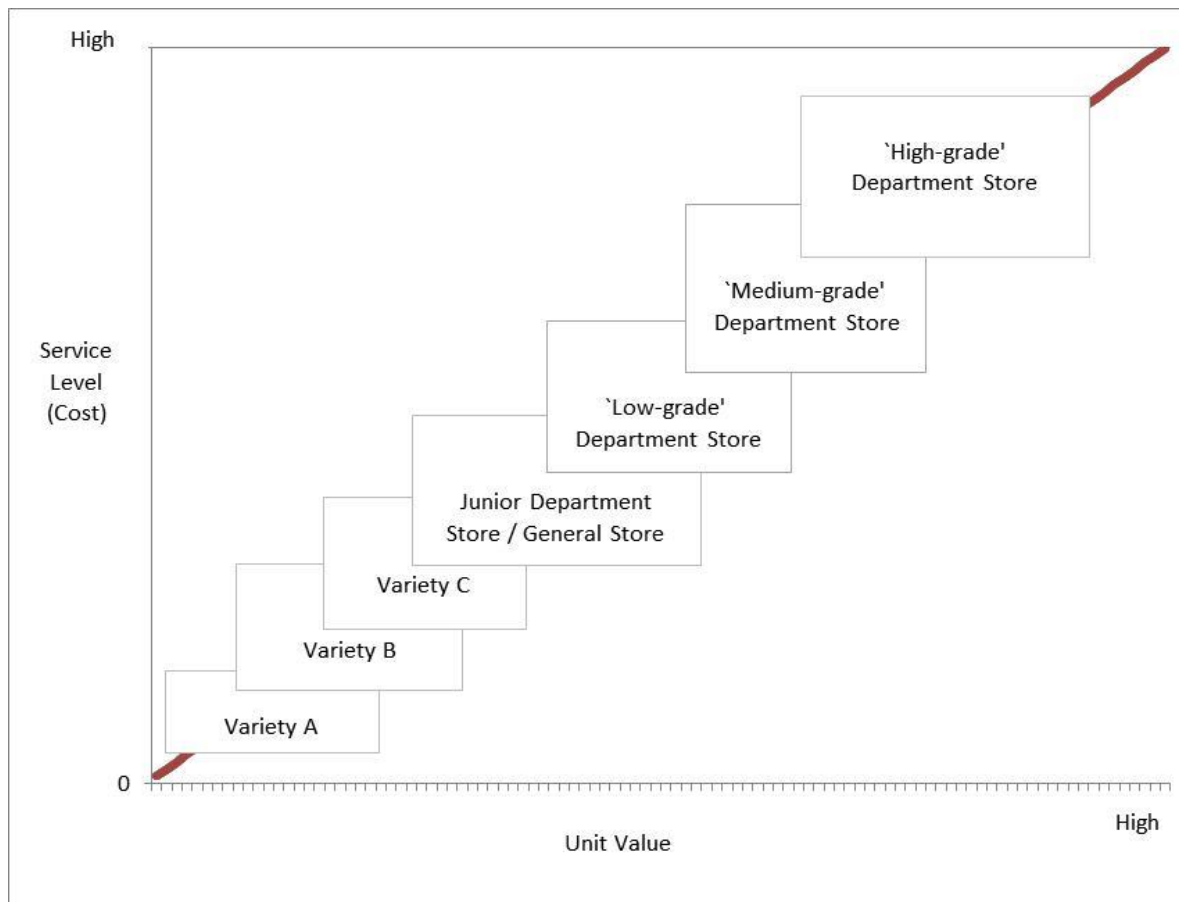 High
`High-grade'
Department Store
`Medium-grade'
Department Store
Service
Level
(Cost)
`Low-grade'
Department Store
Junior Department
Store / General Store
Variety C
Variety B
Variety A
0
High
Unit Value